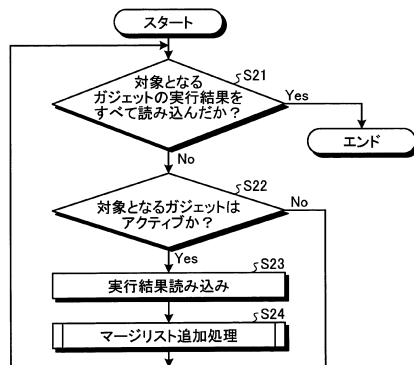 スタート
S21
対象となる
ガジェットの実行結果を
すべて読み込んだか？
Yes
エンド
No
S22
対象となるガジェットは
アクティブか？
No
Yes
S23
実行結果読み込み
S24
マージリスト追加処理